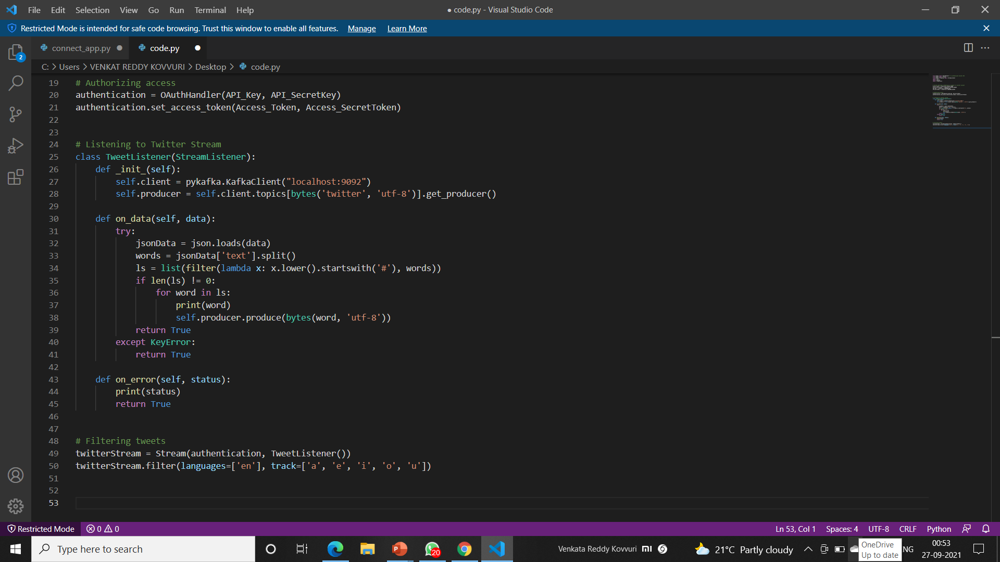 File Edit Selection View Go Run Terminal Help
● code.py - Visual Studio Code
Restricted Mode is intended for safe code browsing. Trust this window to enable all features. Manage Learn More
connect_app.py
code.py
2
C: > Users > VENKAT REDDY KOVVURI > Desktop > code.py
19 # Authorizing access
20 authentication = OAuthHandler(API_Key, API_SecretKey)
21 authentication.set_access_token(Access_Token, Access_SecretToken)
22
23
24 # Listening to Twitter Stream
25 class TweetListener(StreamListener):
26     def _init_(self):
27         self.client = pykafka.KafkaClient("localhost:9092")
28         self.producer = self.client.topics[bytes('twitter', 'utf-8')].get_producer()
29
30     def on_data(self, data):
31         try:
32             jsonData = json.loads(data)
33             words = jsonData['text'].split()
34             ls = list(filter(lambda x: x.lower().startswith('#'), words))
35             if len(ls) != 0:
36                 for word in ls:
37                     print(word)
38                     self.producer.produce(bytes(word, 'utf-8'))
39             return True
40         except KeyError:
41             return True
42
43     def on_error(self, status):
44         print(status)
45         return True
46
47
48 # Filtering tweets
49 twitterStream = Stream(authentication, TweetListener())
50 twitterStream.filter(languages=['en'], track=['a', 'e', 'i', 'o', 'u'])
51
52
53
Restricted Mode 0 0 Ln 53, Col 1 Spaces: 4 UTF-8 CRLF Python
Type here to search
20
Venkata Reddy Kovvuri
21°C Partly cloudy
OneDrive
Up to date
NG
00:53
27-09-2021